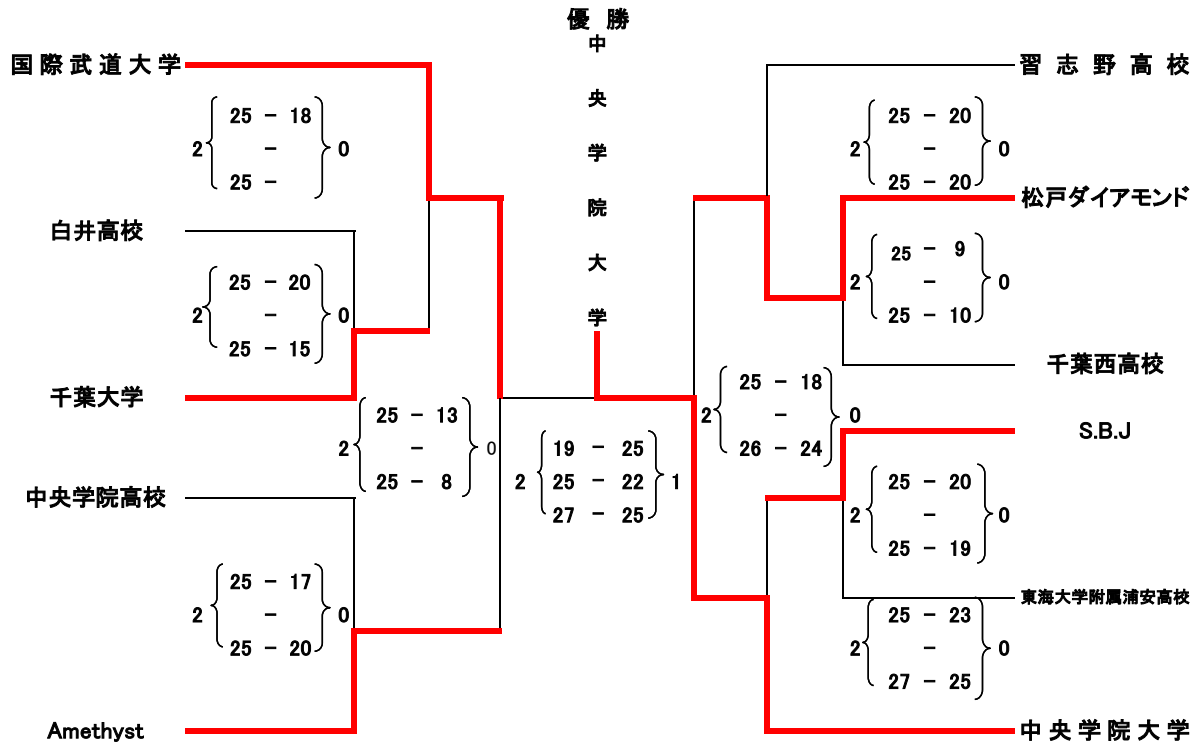 優 勝
中央学院大学
国際武道大学
2 25 − 18 0
−
25 −
白井高校
2 25 − 20 0
−
25 − 15
千葉大学
2 25 − 13 0
−
25 − 8
中央学院高校
2 25 − 17 0
−
25 − 20
Amethyst
19 − 25
2 25 − 22 1
27 − 25
習志野高校
2 25 − 20 0
−
25 − 20
松戸ダイアモンド
2 25 − 9 0
−
25 − 10
千葉西高校
2 25 − 18 0
−
26 − 24
S.B.J
2 25 − 20 0
−
25 − 19
東海大学附属浦安高校
2 25 − 23 0
−
27 − 25
中央学院大学